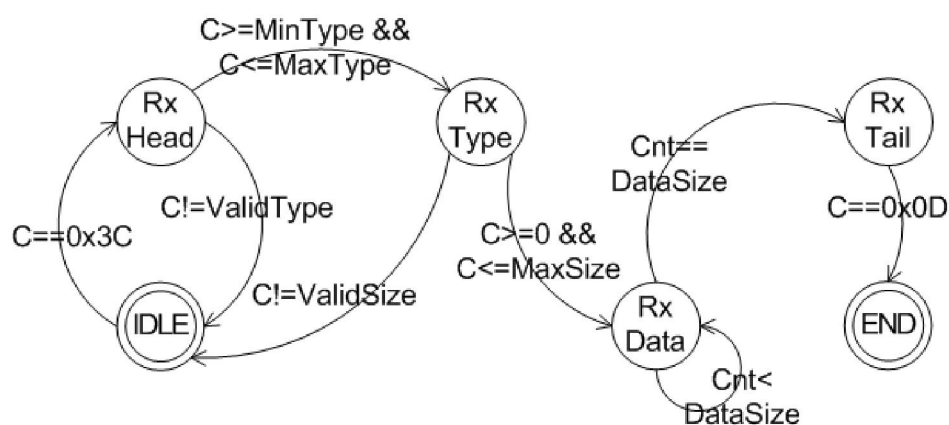 C>=MinType &&
C<=MaxType
Rx
Head
Rx
Type
Rx
Tail
Cnt==
DataSize
C!=ValidType
C==0x3C
C>=0 &&
C<=MaxSize
C==0x0D
C!=ValidSize
IDLE
Rx
Data
END
Cnt<
DataSize